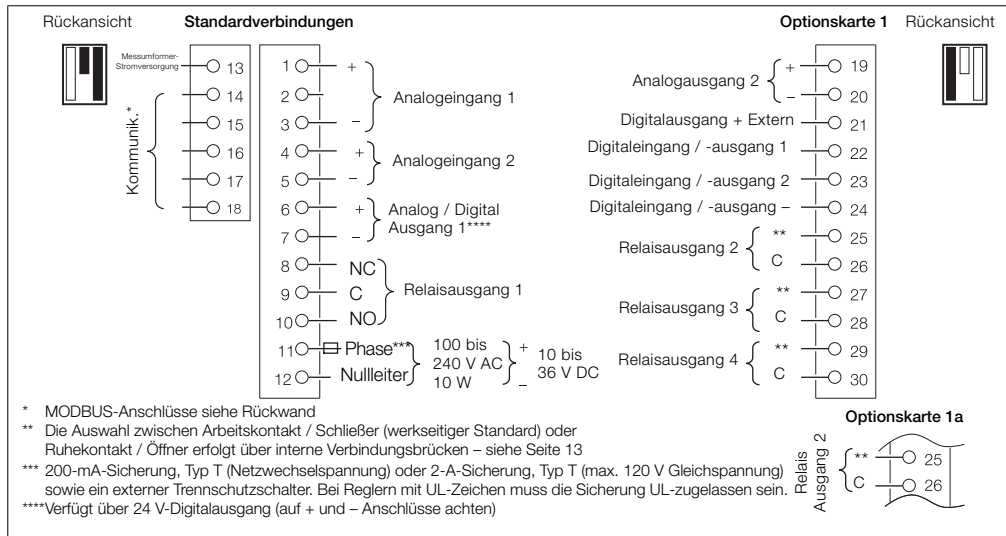 Rückansicht
Standardverbindungen
Optionskarte 1
Rückansicht
Messumformer-
Stromversorgung
13
14
15
16
17
18
Kommunik.*
1 +
2
3 –
Analogeingang 1
4 +
5 –
Analogeingang 2
6 +
7 –
Analog / Digital
Ausgang 1****
8 NC
9 C
10 NO
Relaisausgang 1
11 Phase***
12 Nullleiter
100 bis
240 V AC
10 W
+
–
10 bis
36 V DC
Analogausgang 2
+ 19
– 20
Digitalausgang + Extern 21
Digitaleingang / -ausgang 1 22
Digitaleingang / -ausgang 2 23
Digitaleingang / -ausgang – 24
Relaisausgang 2
** 25
C 26
Relaisausgang 3
** 27
C 28
Relaisausgang 4
** 29
C 30
* MODBUS-Anschlüsse siehe Rückwand
** Die Auswahl zwischen Arbeitskontakt / Schließer (werkseitiger Standard) oder
Ruhekontakt / Öffner erfolgt über interne Verbindungsbrücken – siehe Seite 13
*** 200-mA-Sicherung, Typ T (Netzwechselspannung) oder 2-A-Sicherung, Typ T (max. 120 V Gleichspannung)
sowie ein externer Trennschutzschalter. Bei Reglern mit UL-Zeichen muss die Sicherung UL-zugelassen sein.
****Verfügt über 24 V-Digitalausgang (auf + und – Anschlüsse achten)
Optionskarte 1a
Relais
Ausgang 2
** 25
C 26